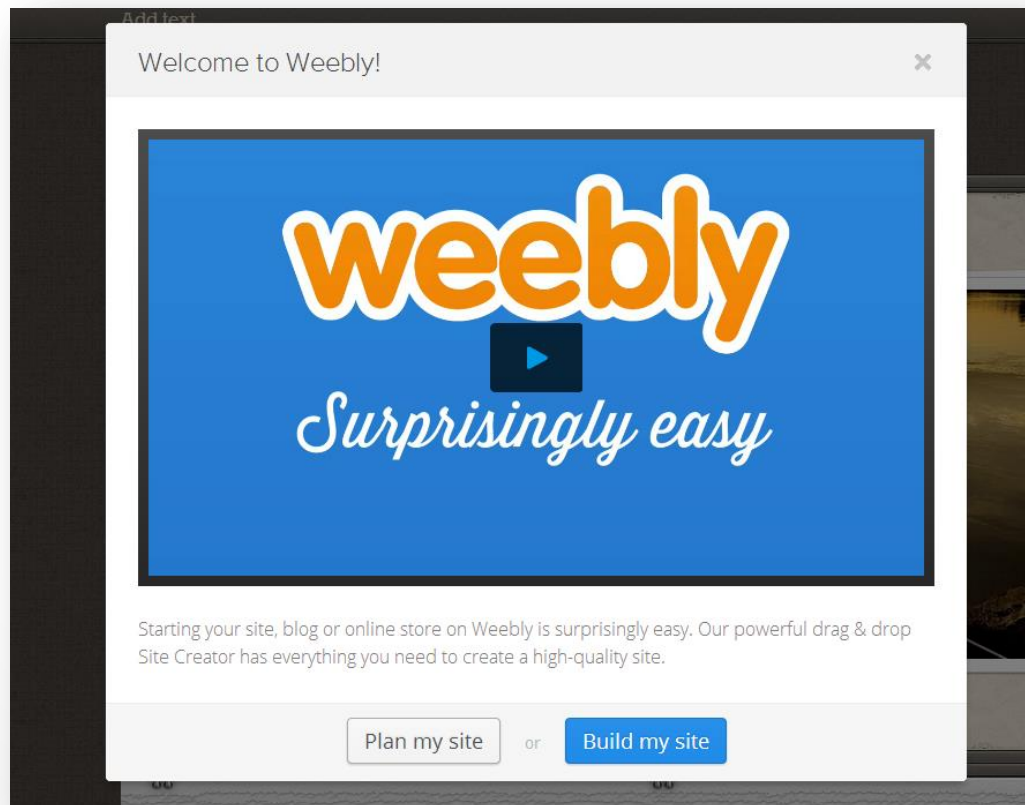 Add text
Welcome to Weebly!
weebly
Surprisingly easy
Starting your site, blog or online store on Weebly is surprisingly easy. Our powerful drag & drop
Site Creator has everything you need to create a high-quality site.
Plan my site or Build my site